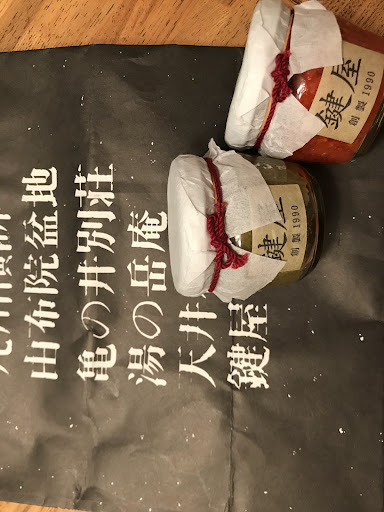 由布院盆地
亀の井別荘
湯の岳庵
天井
鍵屋
鍵屋
創製1990
鍵屋
創製1990